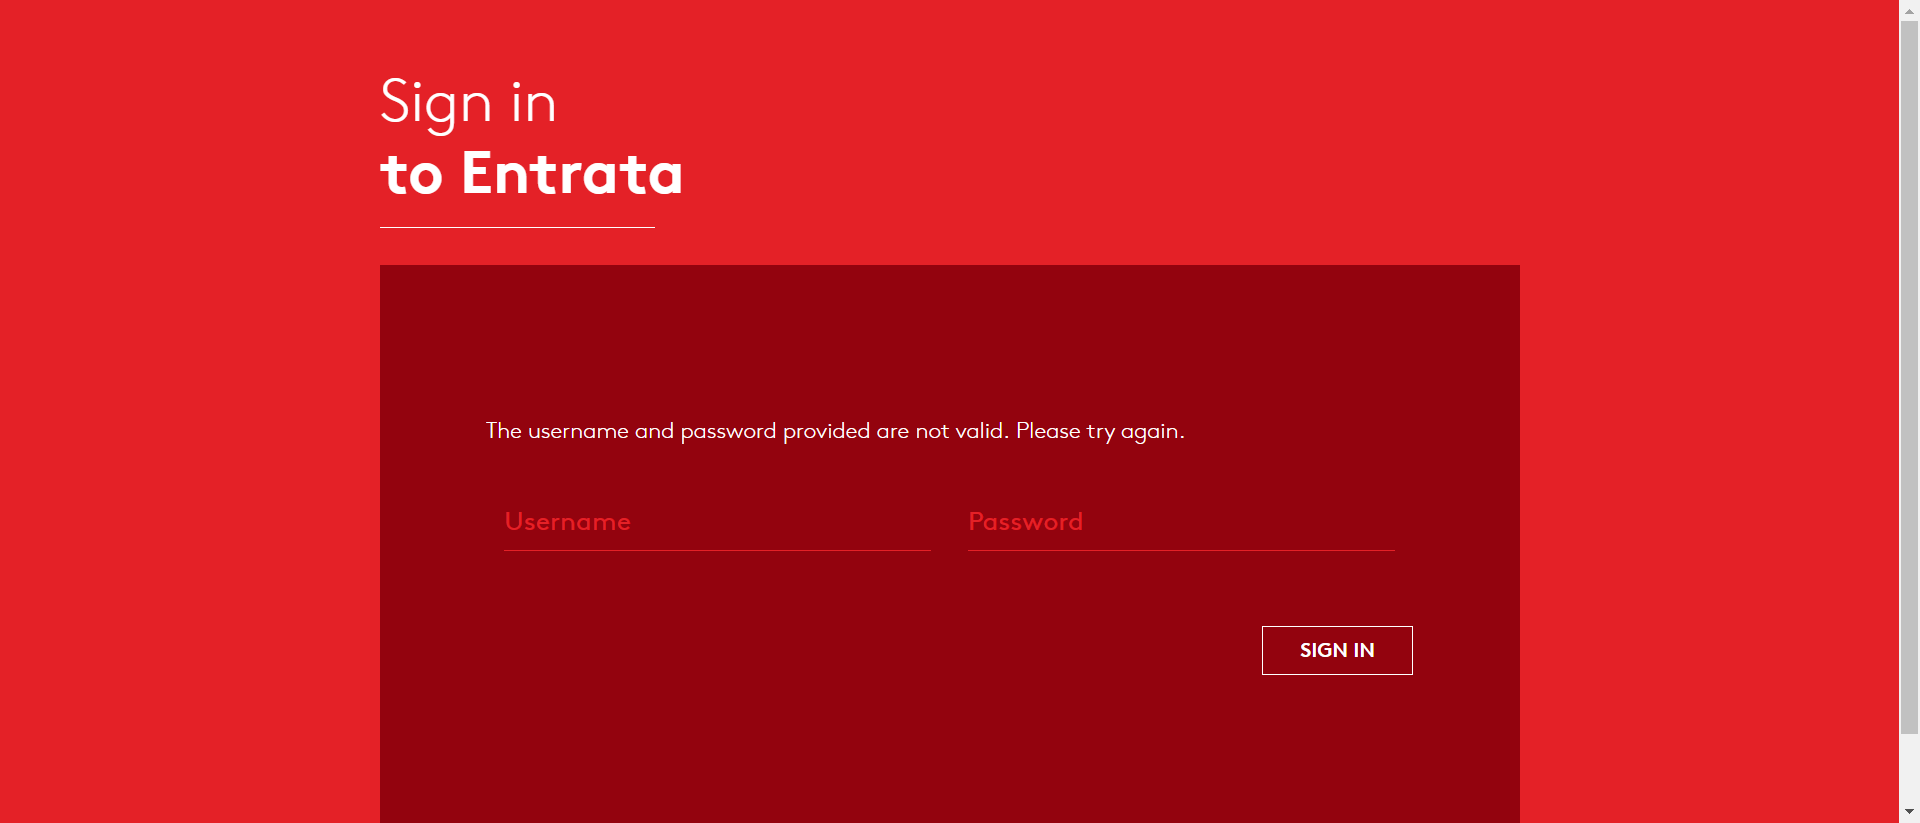 Sign in
to Entrata
The username and password provided are not valid. Please try again.
Username
Password
SIGN IN